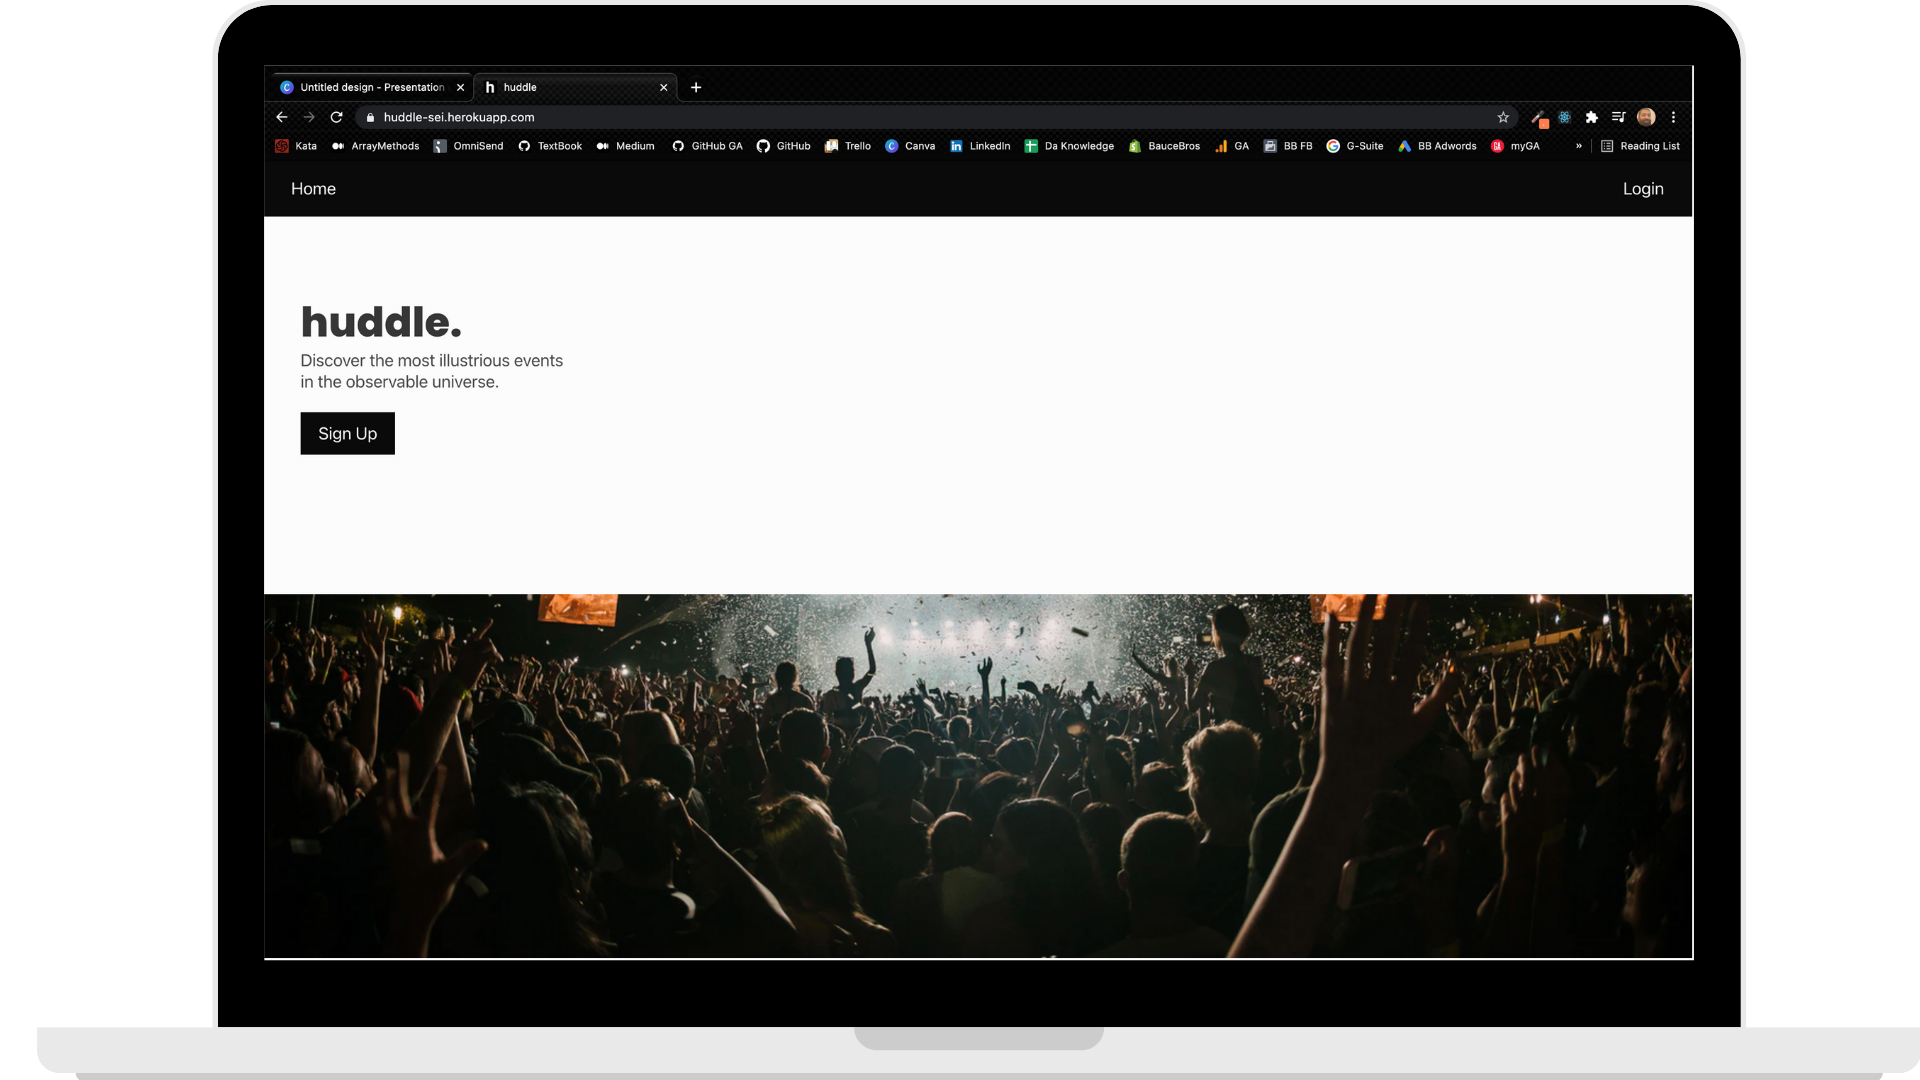 Untitled design - Presentation
huddle
huddle-sei.herokuapp.com
Kata ArrayMethods OmniSend TextBook Medium GitHub GA GitHub Trello Canva LinkedIn Da Knowledge BauceBros GA BB FB G-Suite BB Adwords myGA » Reading List
Home Login
huddle.
Discover the most illustrious events
in the observable universe.
Sign Up